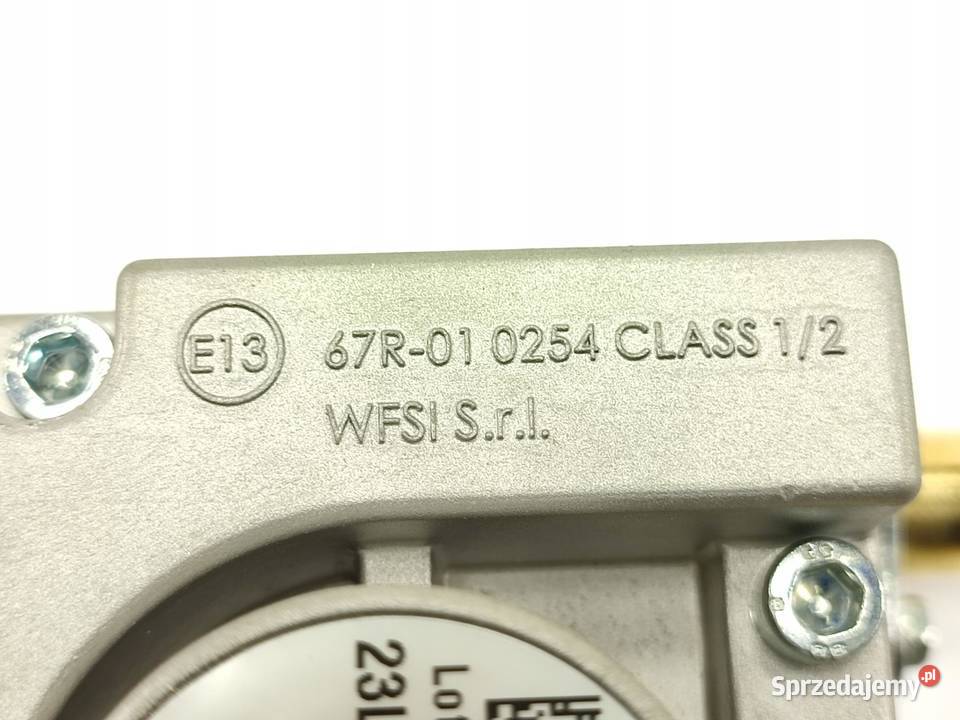 E13 67R-01 0254 CLASS 1/2
WFSI S.r.l.
Sprzedajemy.pl